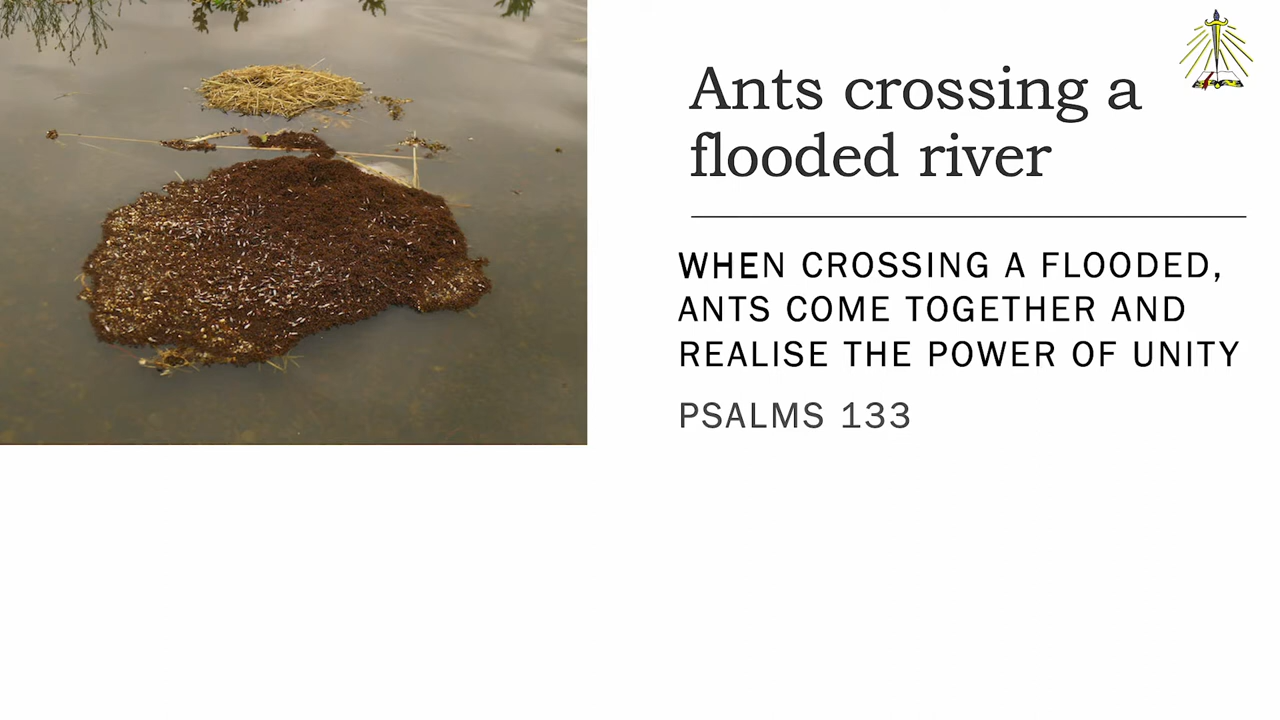 Ants crossing a
flooded river
WHEN CROSSING A FLOODED,
ANTS COME TOGETHER AND
REALISE THE POWER OF UNITY
PSALMS 133